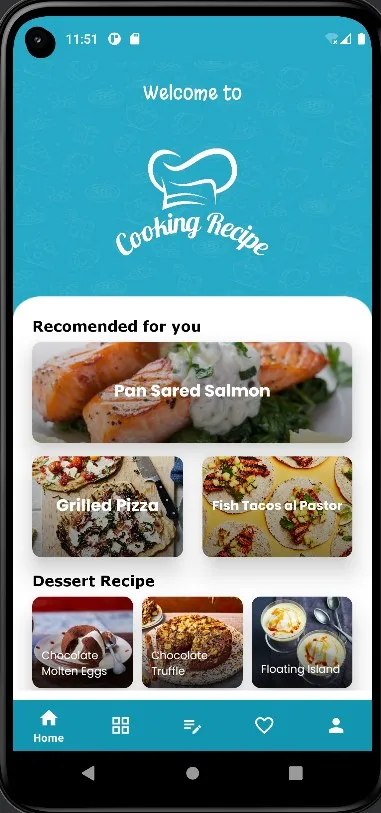 11:51
Welcome to
Cooking Recipe
Recomended for you
Pan Sared Salmon
Grilled Pizza
Fish Tacos al Pastor
Dessert Recipe
Chocolate
Molten Eggs
Chocolate
Truffle
Floating Island
Home